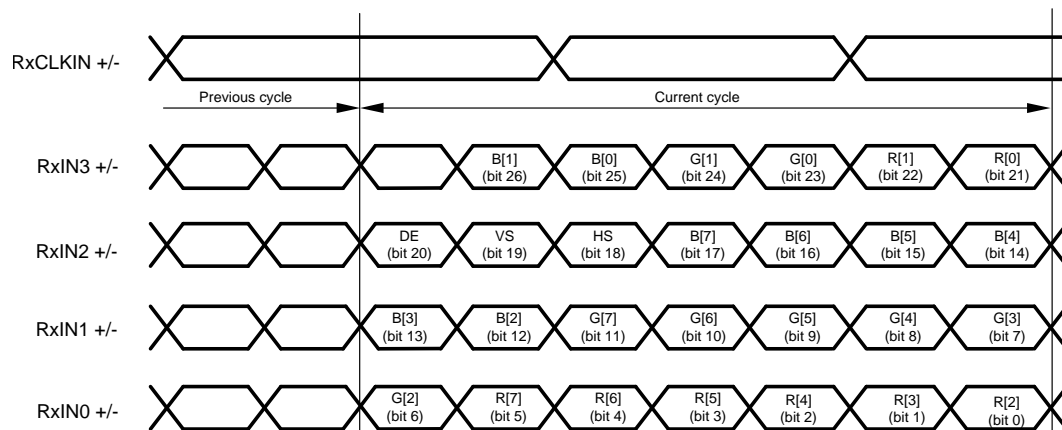 RxCLKIN +/-
Previous cycle
Current cycle
RxIN3 +/-
B[1]
(bit 26)
B[0]
(bit 25)
G[1]
(bit 24)
G[0]
(bit 23)
R[1]
(bit 22)
R[0]
(bit 21)
RxIN2 +/-
DE
(bit 20)
VS
(bit 19)
HS
(bit 18)
B[7]
(bit 17)
B[6]
(bit 16)
B[5]
(bit 15)
B[4]
(bit 14)
RxIN1 +/-
B[3]
(bit 13)
B[2]
(bit 12)
G[7]
(bit 11)
G[6]
(bit 10)
G[5]
(bit 9)
G[4]
(bit 8)
G[3]
(bit 7)
RxIN0 +/-
G[2]
(bit 6)
R[7]
(bit 5)
R[6]
(bit 4)
R[5]
(bit 3)
R[4]
(bit 2)
R[3]
(bit 1)
R[2]
(bit 0)